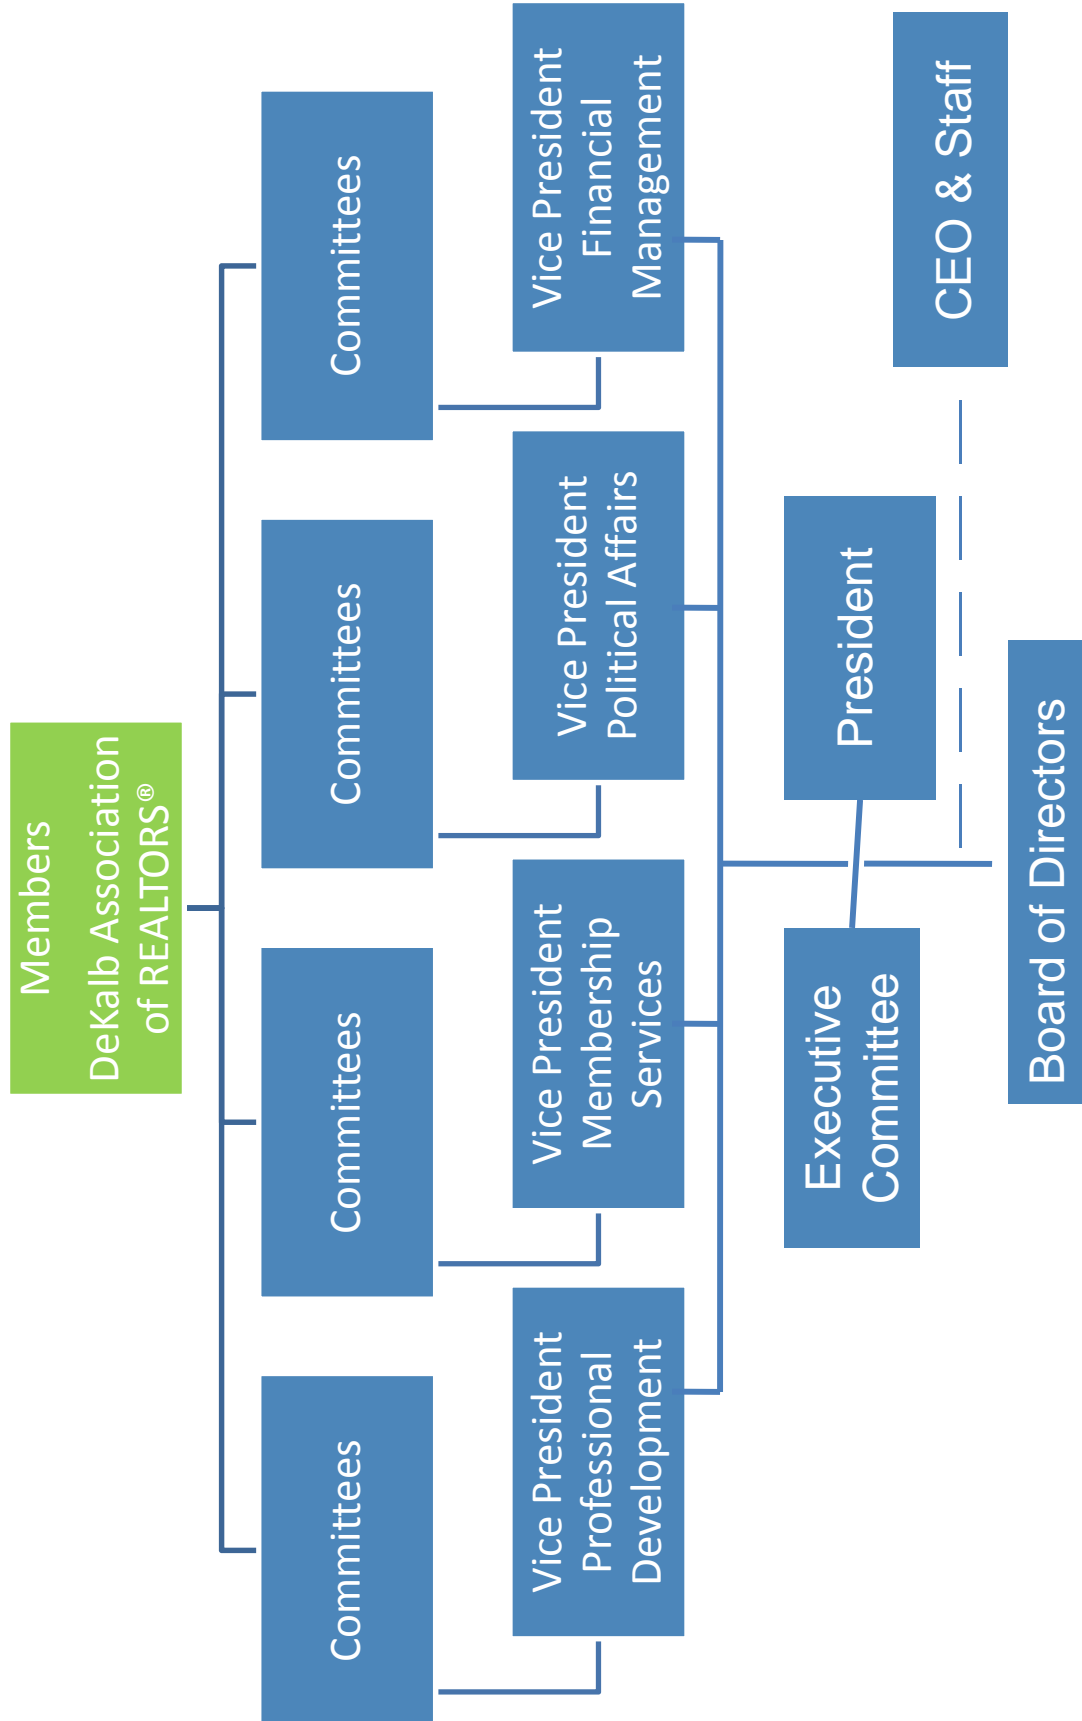 Members
DeKalb Association
of REALTORS®
Committees
Committees
Committees
Committees
Vice President
Professional
Development
Vice President
Membership
Services
Vice President
Political Affairs
Vice President
Financial
Management
Executive
Committee
President
CEO & Staff
Board of Directors